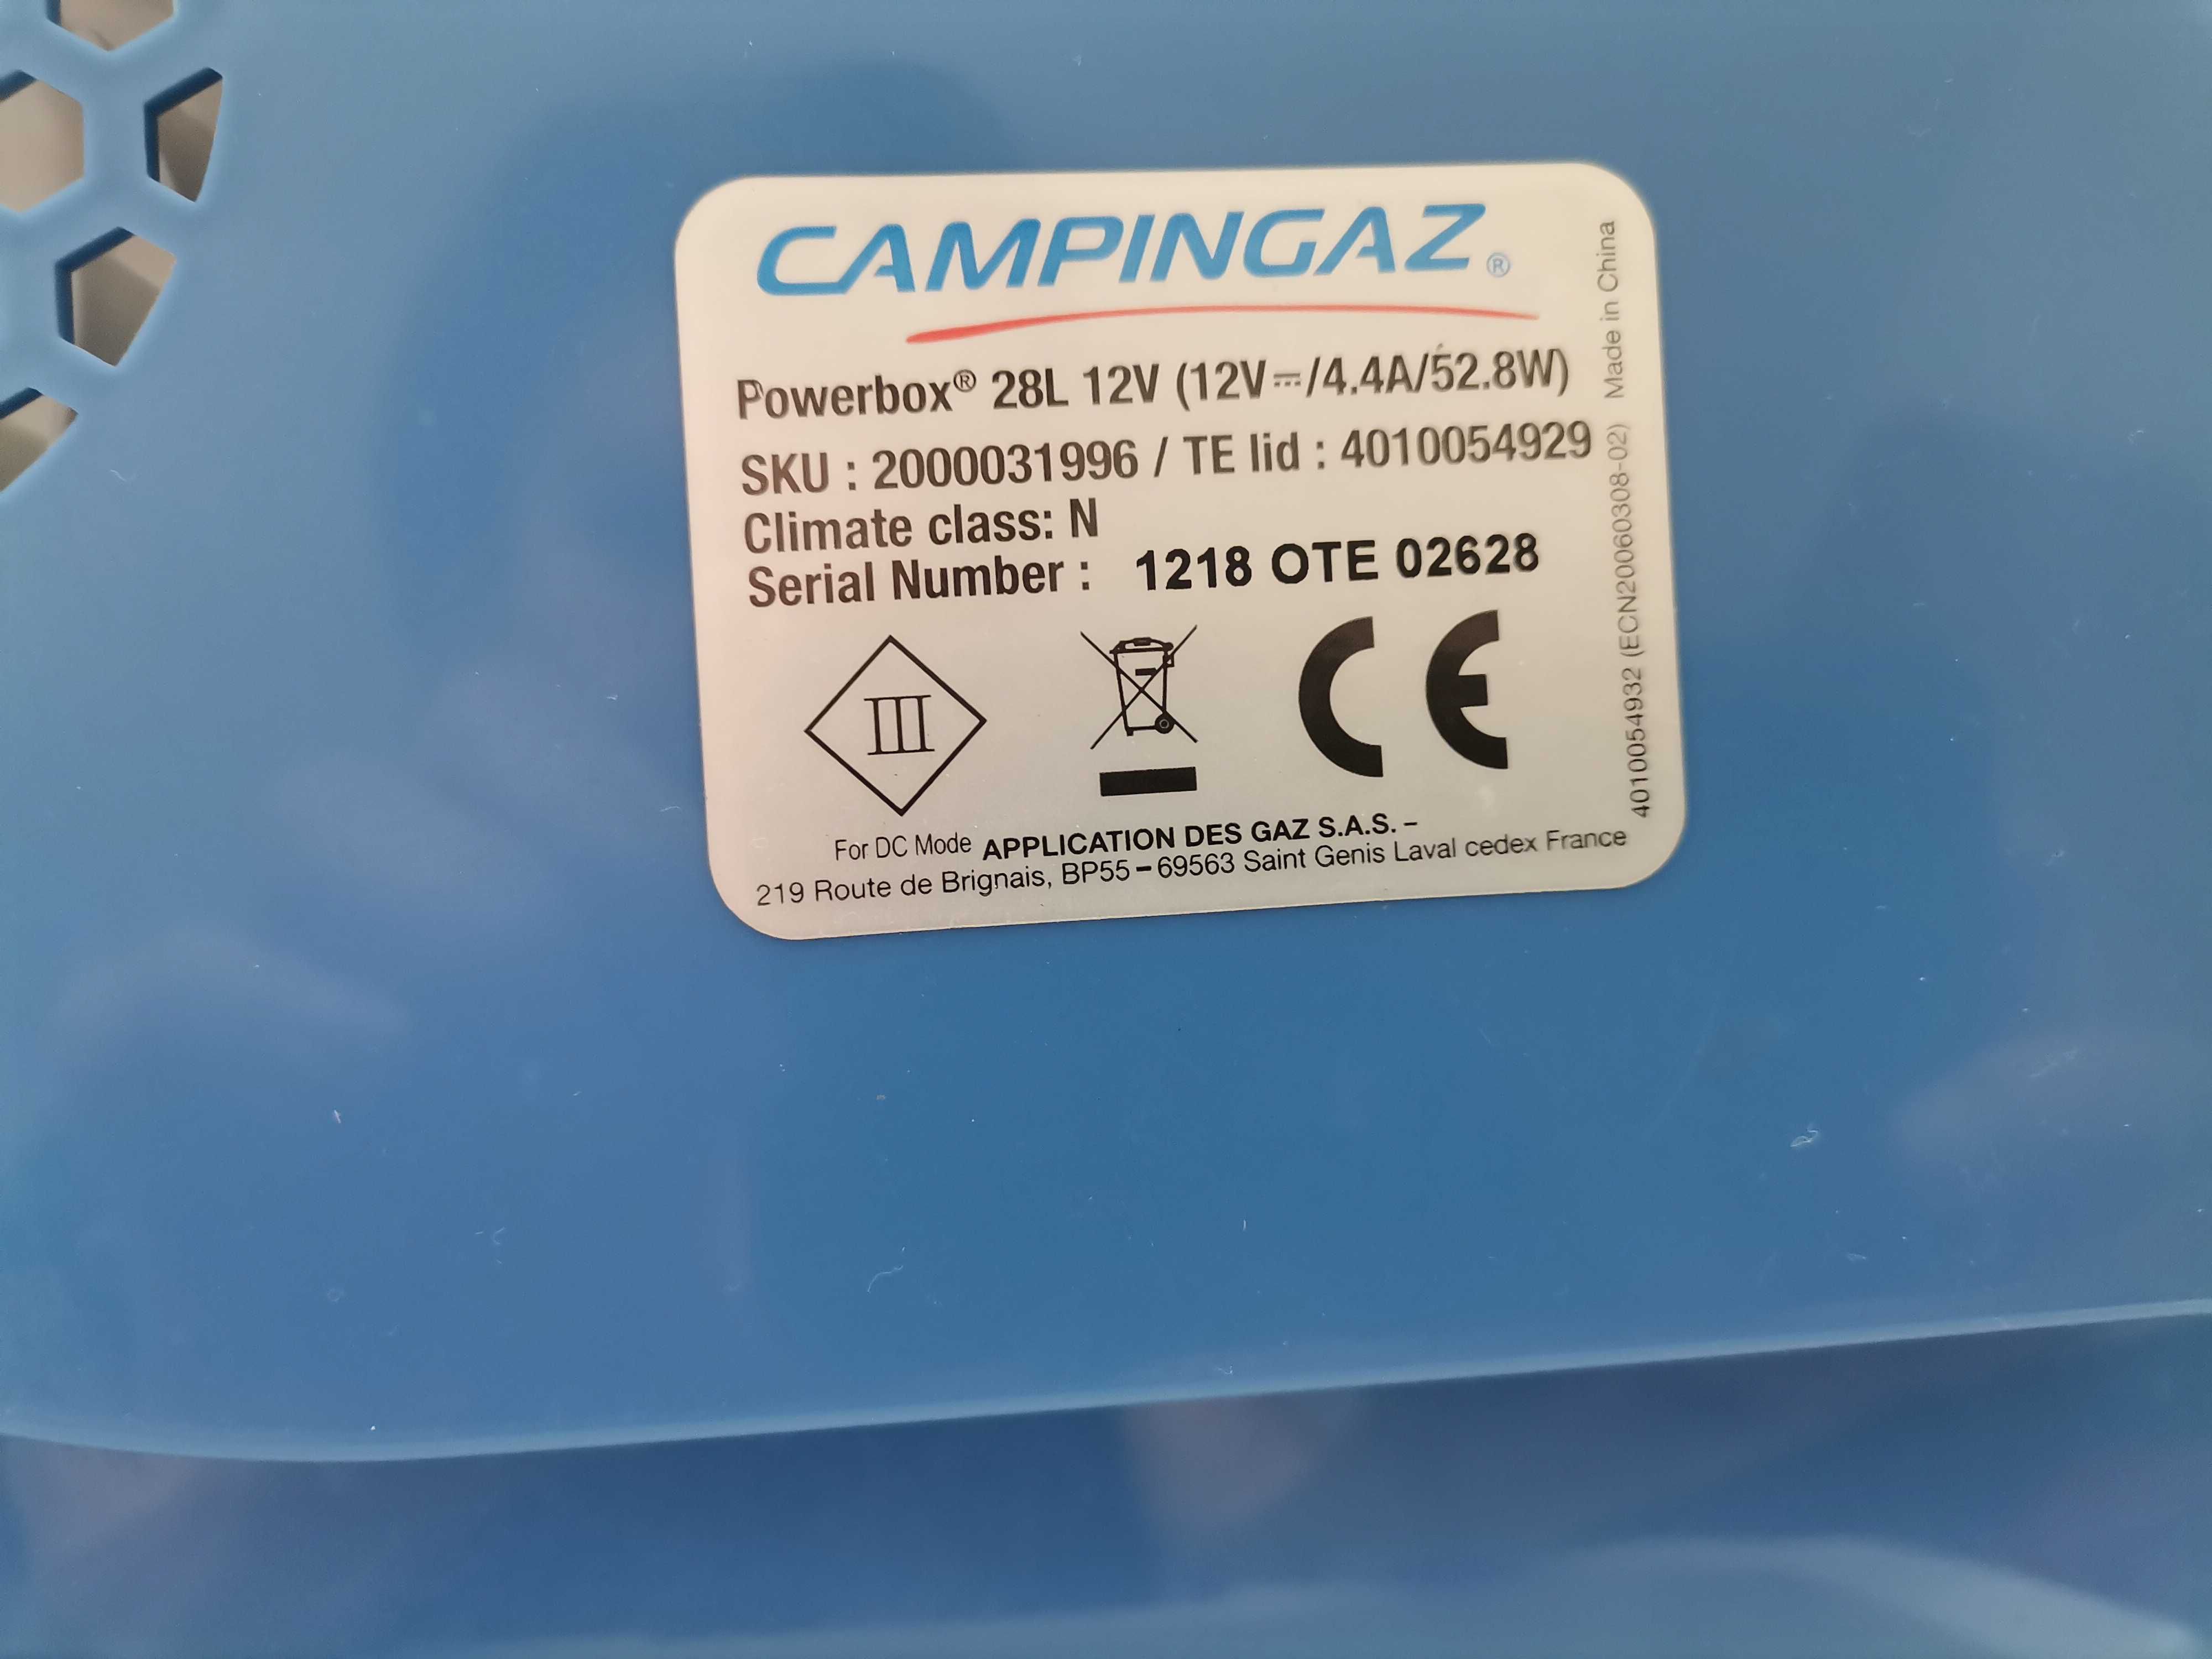 CAMPINGAZ®
Powerbox® 28L 12V (12V⎓/4.4A/52.8W)
SKU : 2000031996 / TE lid : 4010054929
Climate class: N
Serial Number : 1218 OTE 02628
III
CE
For DC Mode APPLICATION DES GAZ S.A.S. –
219 Route de Brignais, BP55 – 69563 Saint Genis Laval cedex France
4010054932 (ECN20060308-02) Made in China